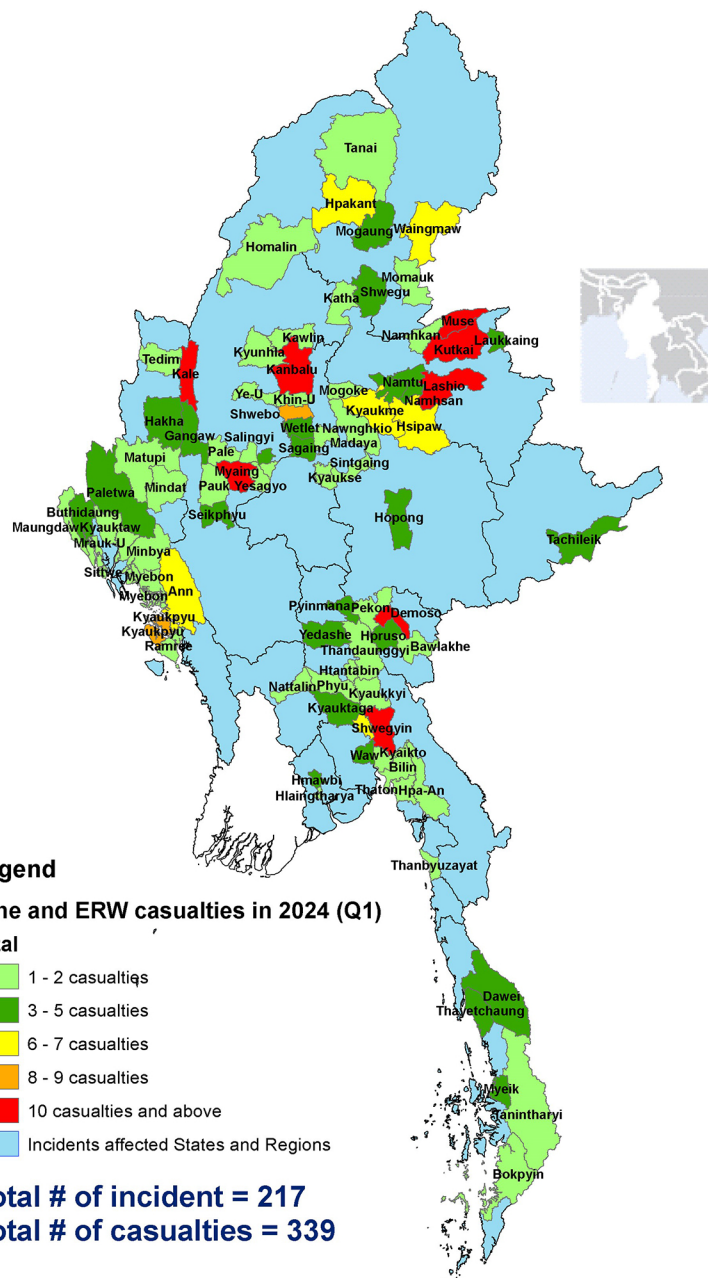 Tanai
Hpakant
Mogaung
Waingmaw
Homalin
Momauk
Shwegu
Katha
Muse
Namhkan
Laukkaing
Kutkai
Kawlin
Kyunhla
Tedim
Kale
Kanbalu
Namtu
Lashio
Mogoke
Ye-U
Khin-U
Namhsan
Kyaukme
Shwebo
Hakha
Wetlet
Nawnghkio
Hsipaw
Gangaw
Salingyi
Madaya
Sagaing
Pale
Matupi
Sintgaing
Myaing
Kyaukse
Pauk
Yesagyo
Mindat
Paletwa
Buthidaung
Seikphyu
Hopong
Maungdaw
Kyauktaw
Tachileik
Mrauk-U
Minbya
Sittwe
Myebon
Ann
Myebon
Pyinmana
Pekon
Demoso
Kyaukpyu
Kyaukpyu
Yedashe
Hpruso
Ramree
Thandaunggyi
Bawlakhe
Htantabin
Nattalin
Phyu
Kyaukkyi
Kyauktaga
Shwegyin
Waw
Kyaikto
Bilin
Hmawbi
Hlaingtharya
Thaton
Hpa-An
Thanbyuzayat
gend
ne and ERW casualties in 2024 (Q1)
tal
1 - 2 casualties
3 - 5 casualties
6 - 7 casualties
8 - 9 casualties
10 casualties and above
Incidents affected States and Regions
Dawei
Thayetchaung
Myeik
Tanintharyi
Bokpyin
otal # of incident = 217
otal # of casualties = 339